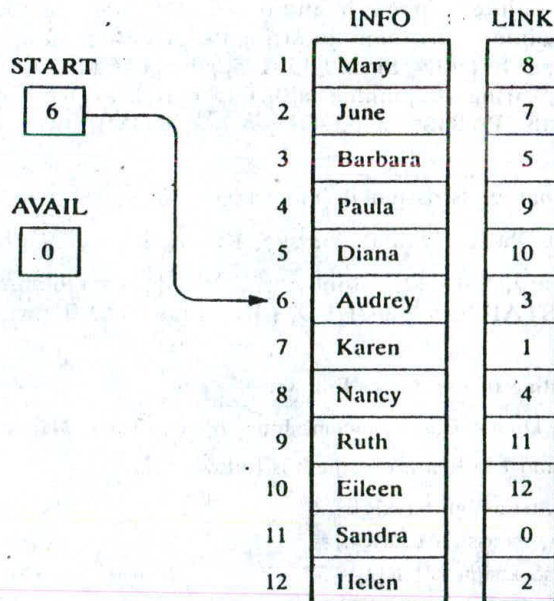 INFO : LINK
START Mary 8
6 2 June 7
3 Barbara 5
AVAIL 4 Paula 9
0 5 Diana 10
6 Audrey 3
7 Karen 1
8 Nancy 4
9 Ruth 11
10 Eileen 12
11 Sandra 0
12 Helen 2